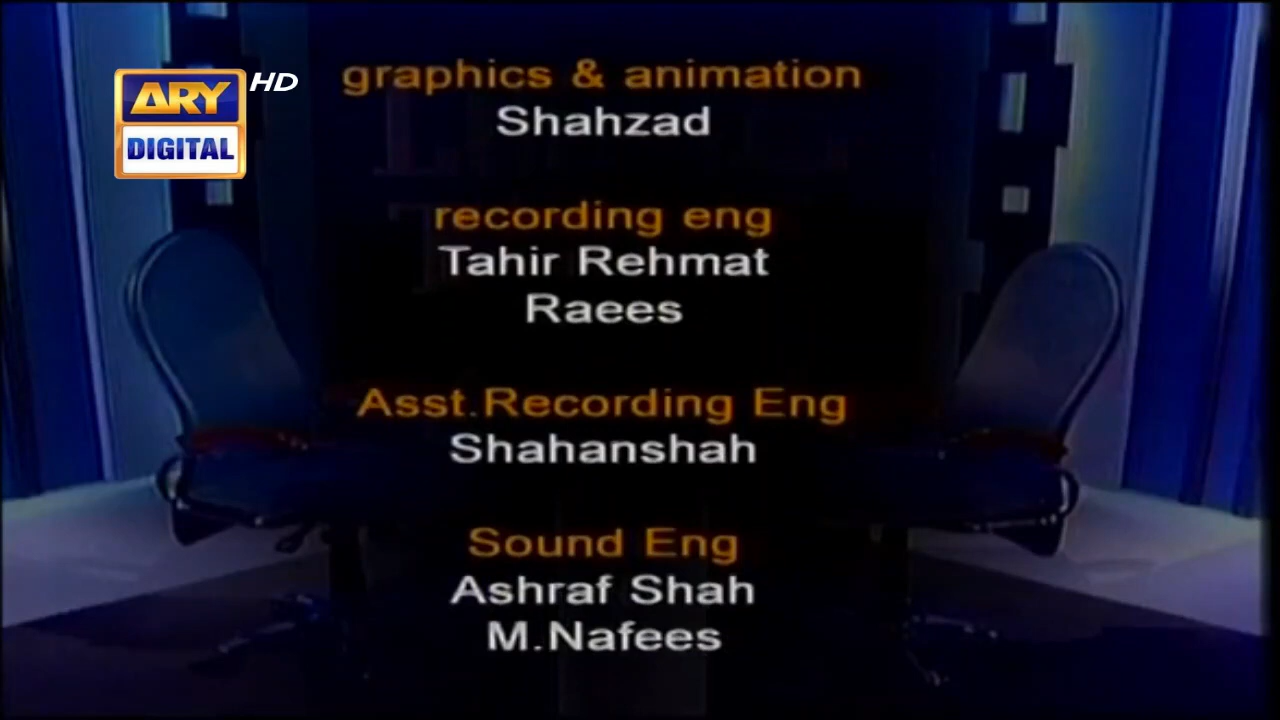 ARY
DIGITAL
HD
graphics & animation
Shahzad
recording eng
Tahir Rehmat
Raees
Asst.Recording Eng
Shahanshah
Sound Eng
Ashraf Shah
M.Nafees